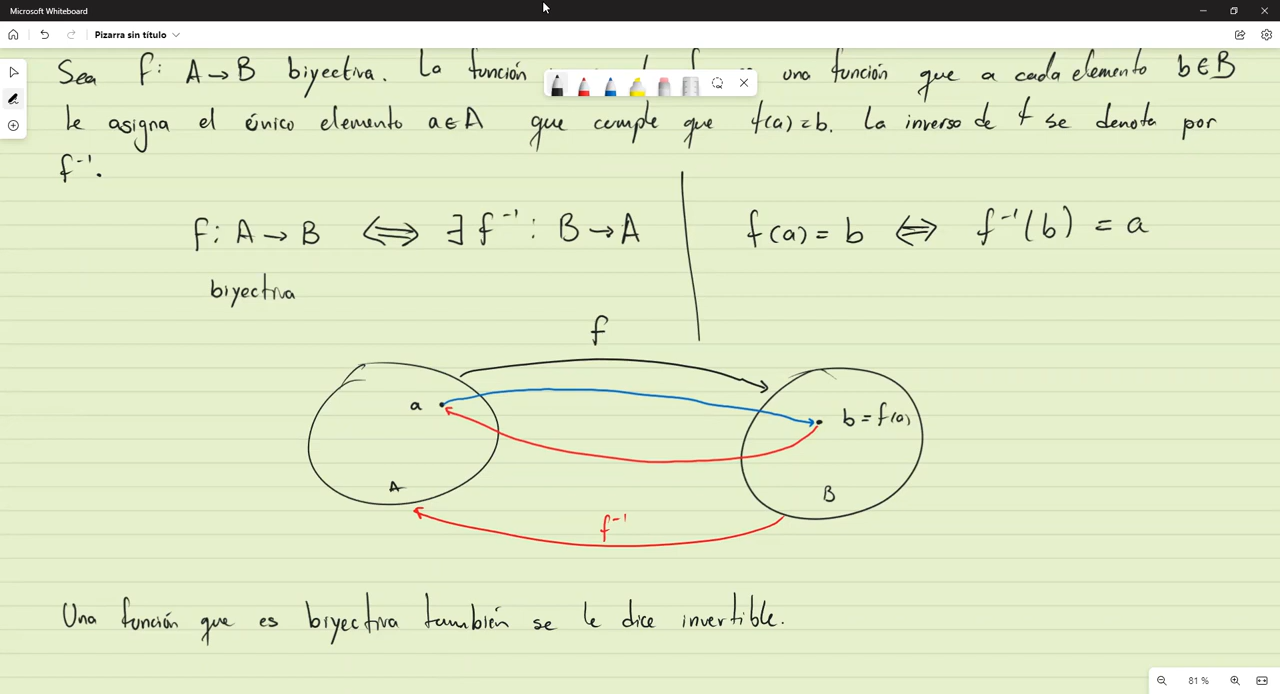 Microsoft Whiteboard
Pizarra sin título
Sea f: A→B biyectiva. La función una función que a cada elemento b∈B
le asigna el único elemento a∈A que cumple que f(a)=b. La inversa de f se denota por
f⁻¹.
f: A→B ⟺ ∃ f⁻¹: B→A
biyectiva
f(a) = b ⟺ f⁻¹(b) = a
f
a
b = f(a)
A
B
f⁻¹
Una función que es biyectiva también se le dice invertible.
81 %